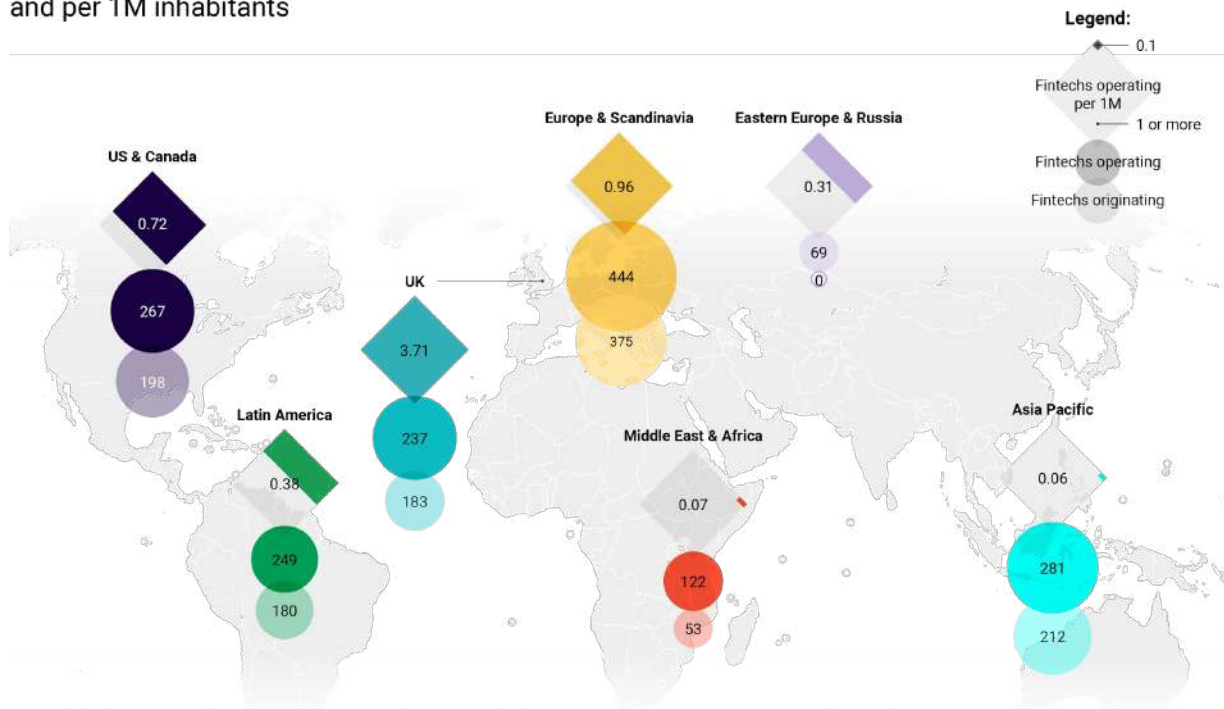 and per 1M inhabitants
Legend:
0.1
Fintechs operating
per 1M
1 or more
Fintechs operating
Fintechs originating
US & Canada
0.72
267
198
Europe & Scandinavia
0.96
444
375
Eastern Europe & Russia
0.31
69
0
UK
3.71
237
183
Latin America
0.38
249
180
Middle East & Africa
0.07
122
53
Asia Pacific
0.06
281
212